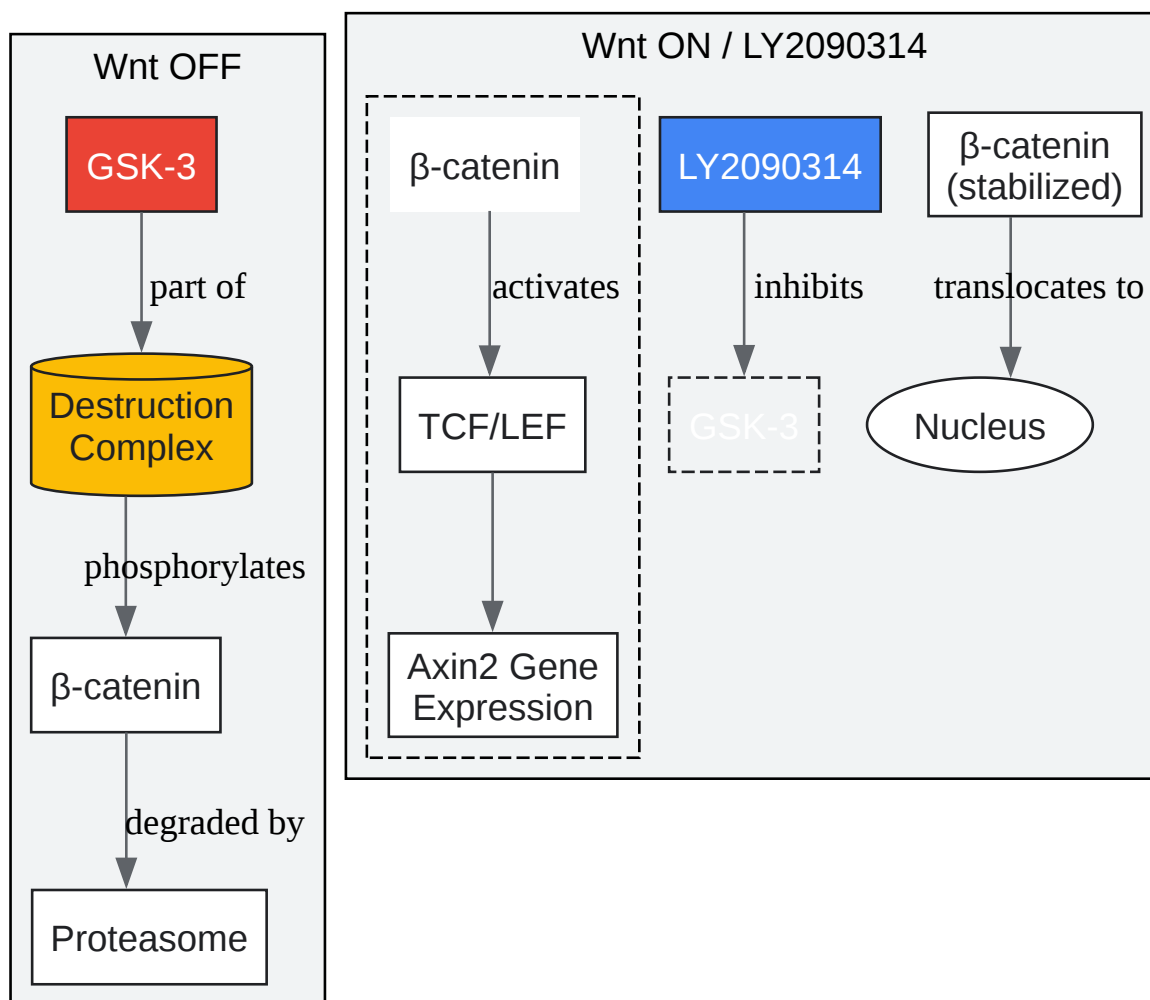 Wnt OFF
GSK-3
part of
Destruction
Complex
phosphorylates
β-catenin
degraded by
Proteasome
Wnt ON / LY2090314
β-catenin
activates
TCF/LEF
Axin2 Gene
Expression
LY2090314
inhibits
GSK-3
β-catenin
(stabilized)
translocates to
Nucleus